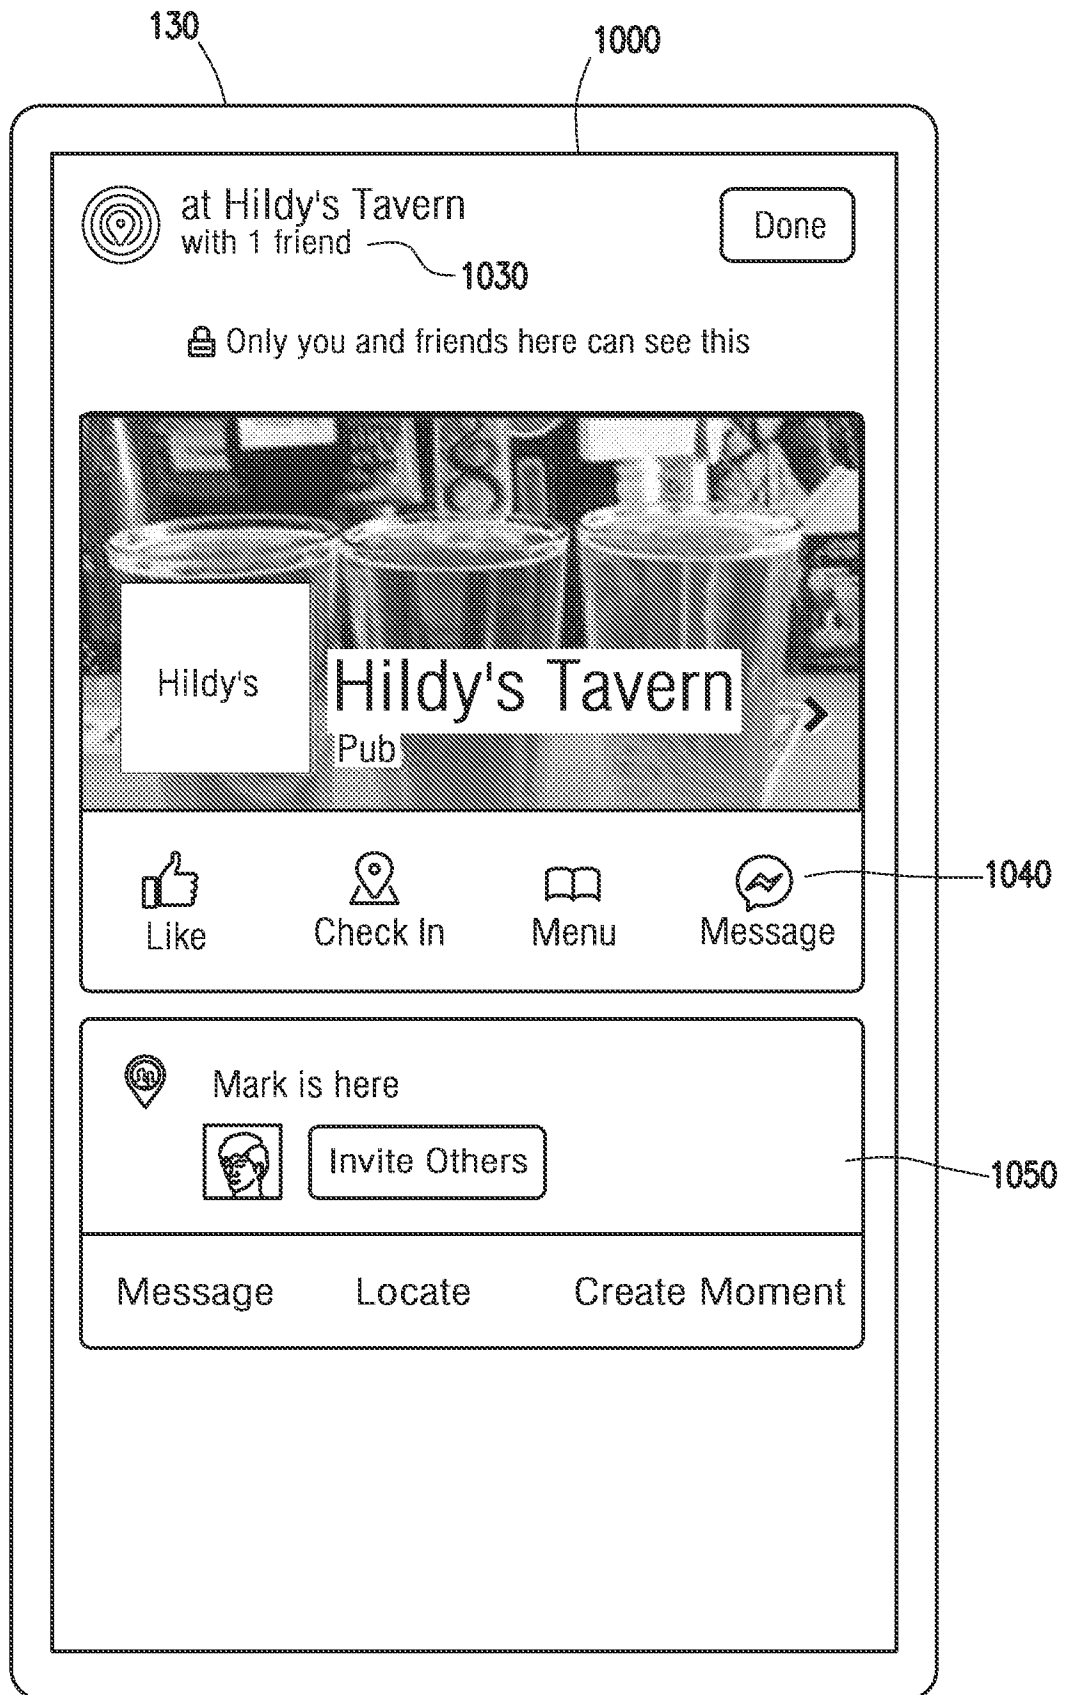 130
1000
at Hildy's Tavern
with 1 friend
Done
1030
Only you and friends here can see this
Hildy's
Hildy's Tavern
Pub
Like
Check In
Menu
Message
1040
Mark is here
Invite Others
1050
Message
Locate
Create Moment